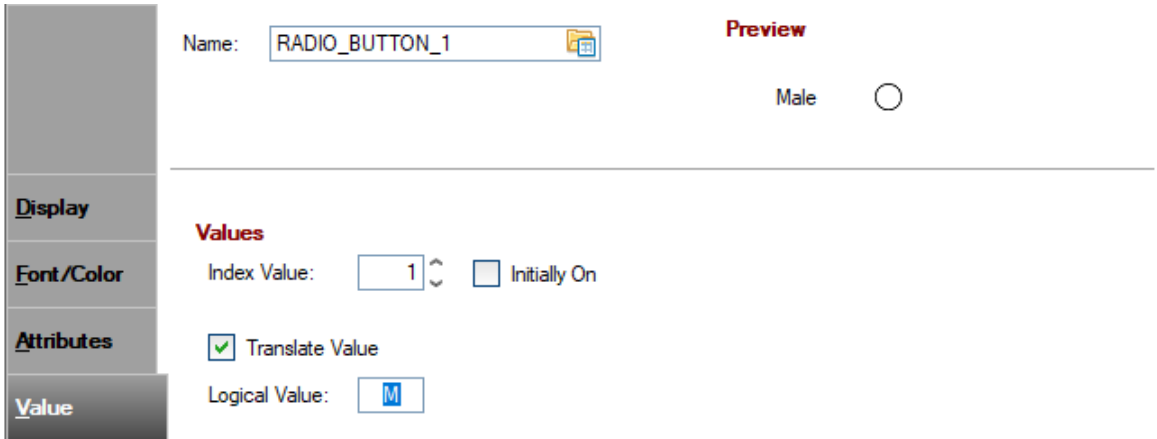 Name: RADIO_BUTTON_1
Preview
Male
Display
Font/Color
Attributes
Value
Values
Index Value: 1 Initially On
Translate Value
Logical Value: M